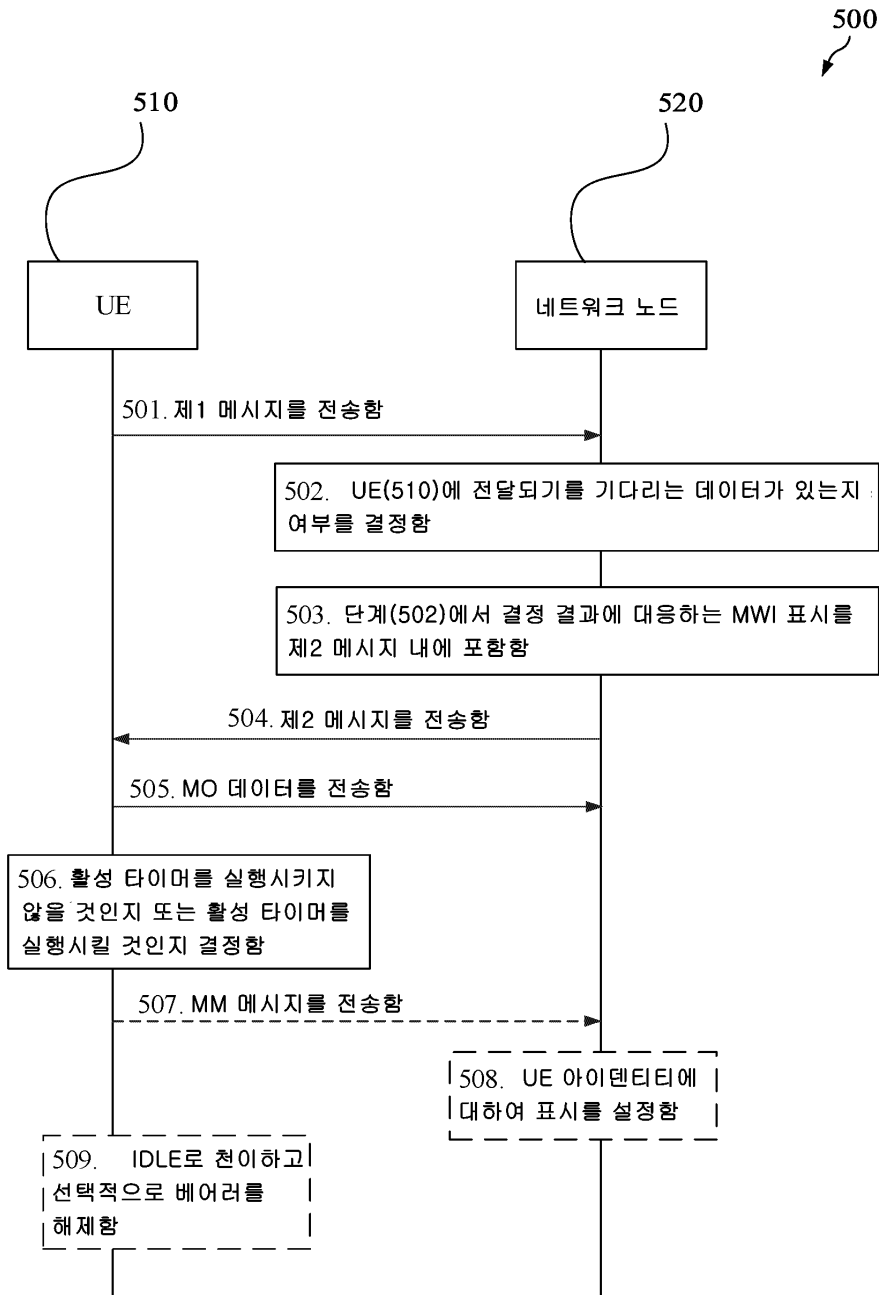 500
510
520
UE
네트워크 노드
501. 제1 메시지를 전송함
502. UE(510)에 전달되기를 기다리는 데이터가 있는지
여부를 결정함
503. 단계(502)에서 결정 결과에 대응하는 MWI 표시를
제2 메시지 내에 포함함
504. 제2 메시지를 전송함
505. MO 데이터를 전송함
506. 활성 타이머를 실행시키지
않을 것인지 또는 활성 타이머를
실행시킬 것인지 결정함
507. MM 메시지를 전송함
508. UE 아이덴티티에
대하여 표시를 설정함
509. IDLE로 천이하고
선택적으로 베어러를
해제함